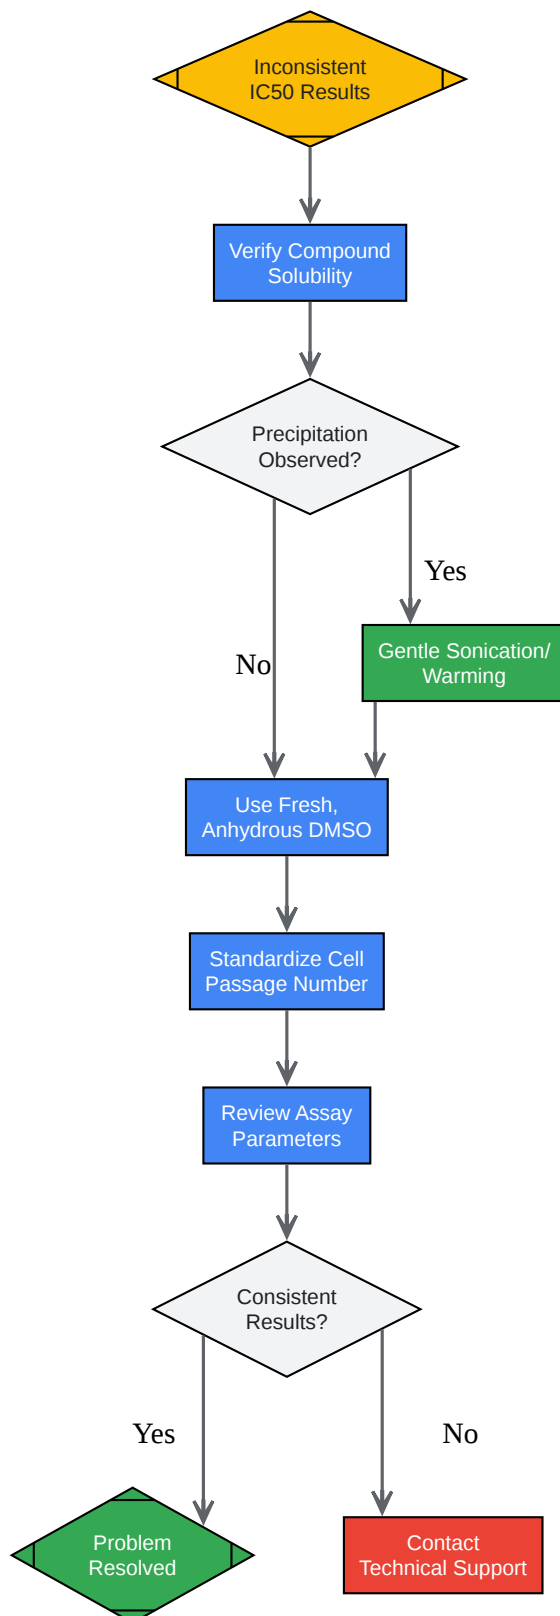 Inconsistent
IC50 Results
Verify Compound
Solubility
Precipitation
Observed?
Yes
No
Gentle Sonication/
Warming
Use Fresh,
Anhydrous DMSO
Standardize Cell
Passage Number
Review Assay
Parameters
Consistent
Results?
Yes
No
Problem
Resolved
Contact
Technical Support